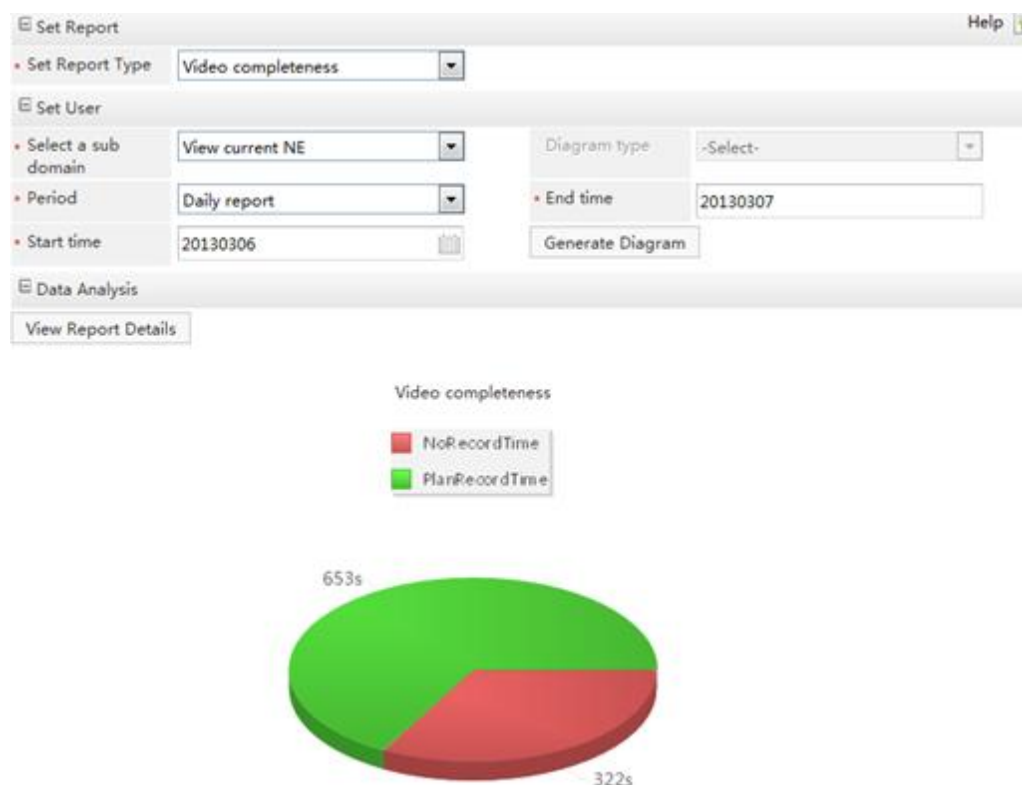 Set Report
Help
Set Report Type
Video completeness
Set User
Select a sub
domain
View current NE
Diagram type
-Select-
Period
Daily report
End time
20130307
Start time
20130306
Generate Diagram
Data Analysis
View Report Details
Video completeness
NoRecordTime
PlanRecordTime
653s
322s